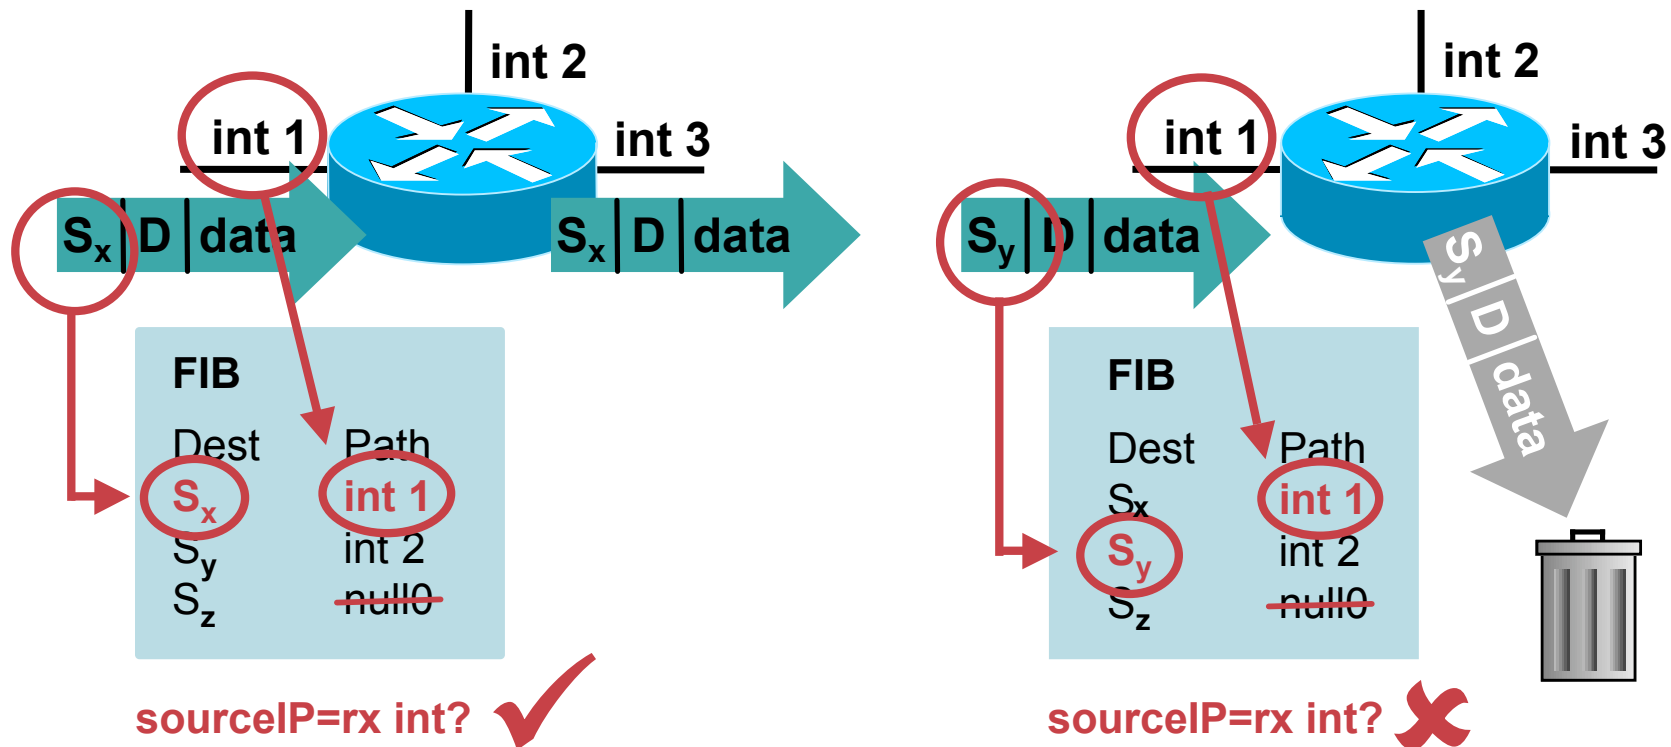 int 2
int 1
int 3
Sx D data
Sx D data
FIB
Dest Path
Sx int 1
Sy int 2
Sz null0
sourceIP=rx int?
int 2
int 1
int 3
Sy D data
Sy D data
FIB
Dest Path
Sx int 1
Sy int 2
Sz null0
sourceIP=rx int?